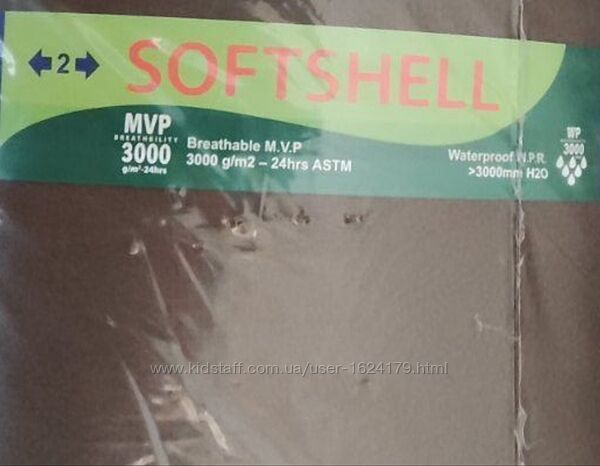 2
SOFTSHELL
MVP
BREATHABILITY
3000
g/m²-24hrs
Breathable M.V.P
3000 g/m2 – 24hrs ASTM
Waterproof N.P.R.
>3000mm H2O
WP
3000
www.kidstaff.com.ua/user-1624179.html